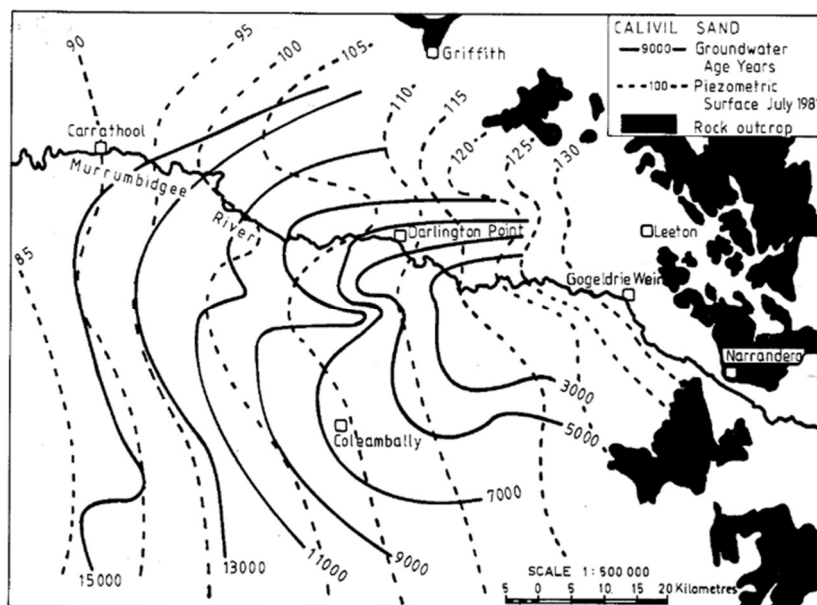 CALIVIL SAND
9000 Groundwater
Age Years
100 Piezometric
Surface July 198
Rock outcrop
90
95
100
105
110
115
120
125
130
85
Griffith
Carrathool
Murrumbidgee
River
Darlington Point
Leeton
Gogeldrie Weir
Narrandera
Coleambally
3000
5000
7000
9000
11000
13000
15000
SCALE 1:500 000
5 0 5 10 15 20 Kilometres